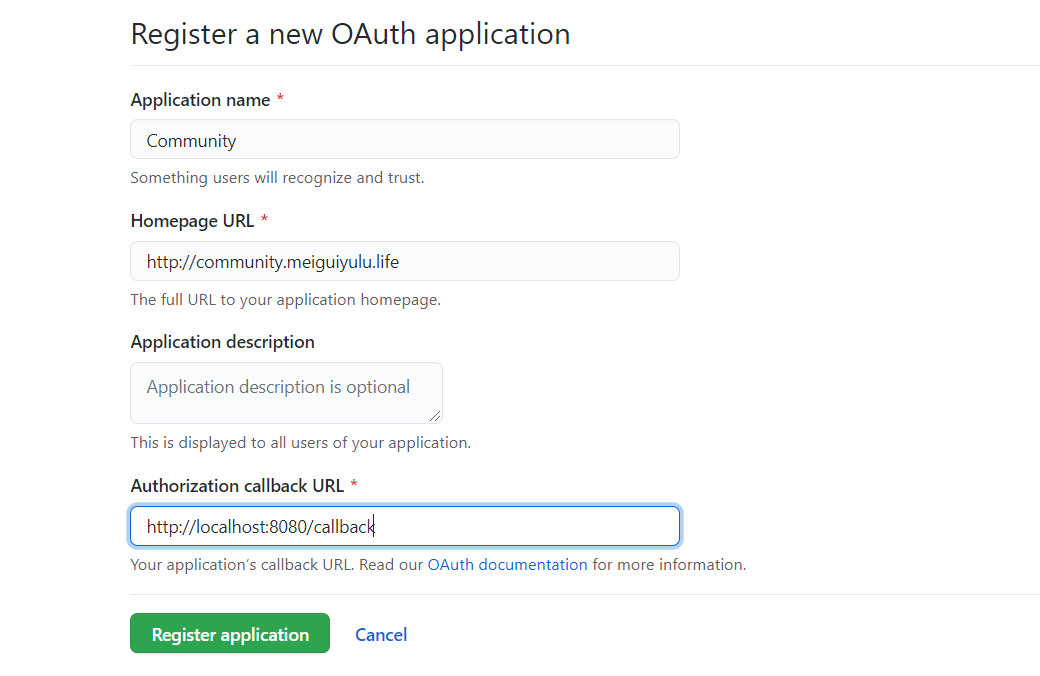 Register a new OAuth application
Application name *
Community
Something users will recognize and trust.
Homepage URL *
http://community.meiguiyulu.life
The full URL to your application homepage.
Application description
Application description is optional
This is displayed to all users of your application.
Authorization callback URL *
http://localhost:8080/callback
Your application’s callback URL. Read our OAuth documentation for more information.
Register application Cancel